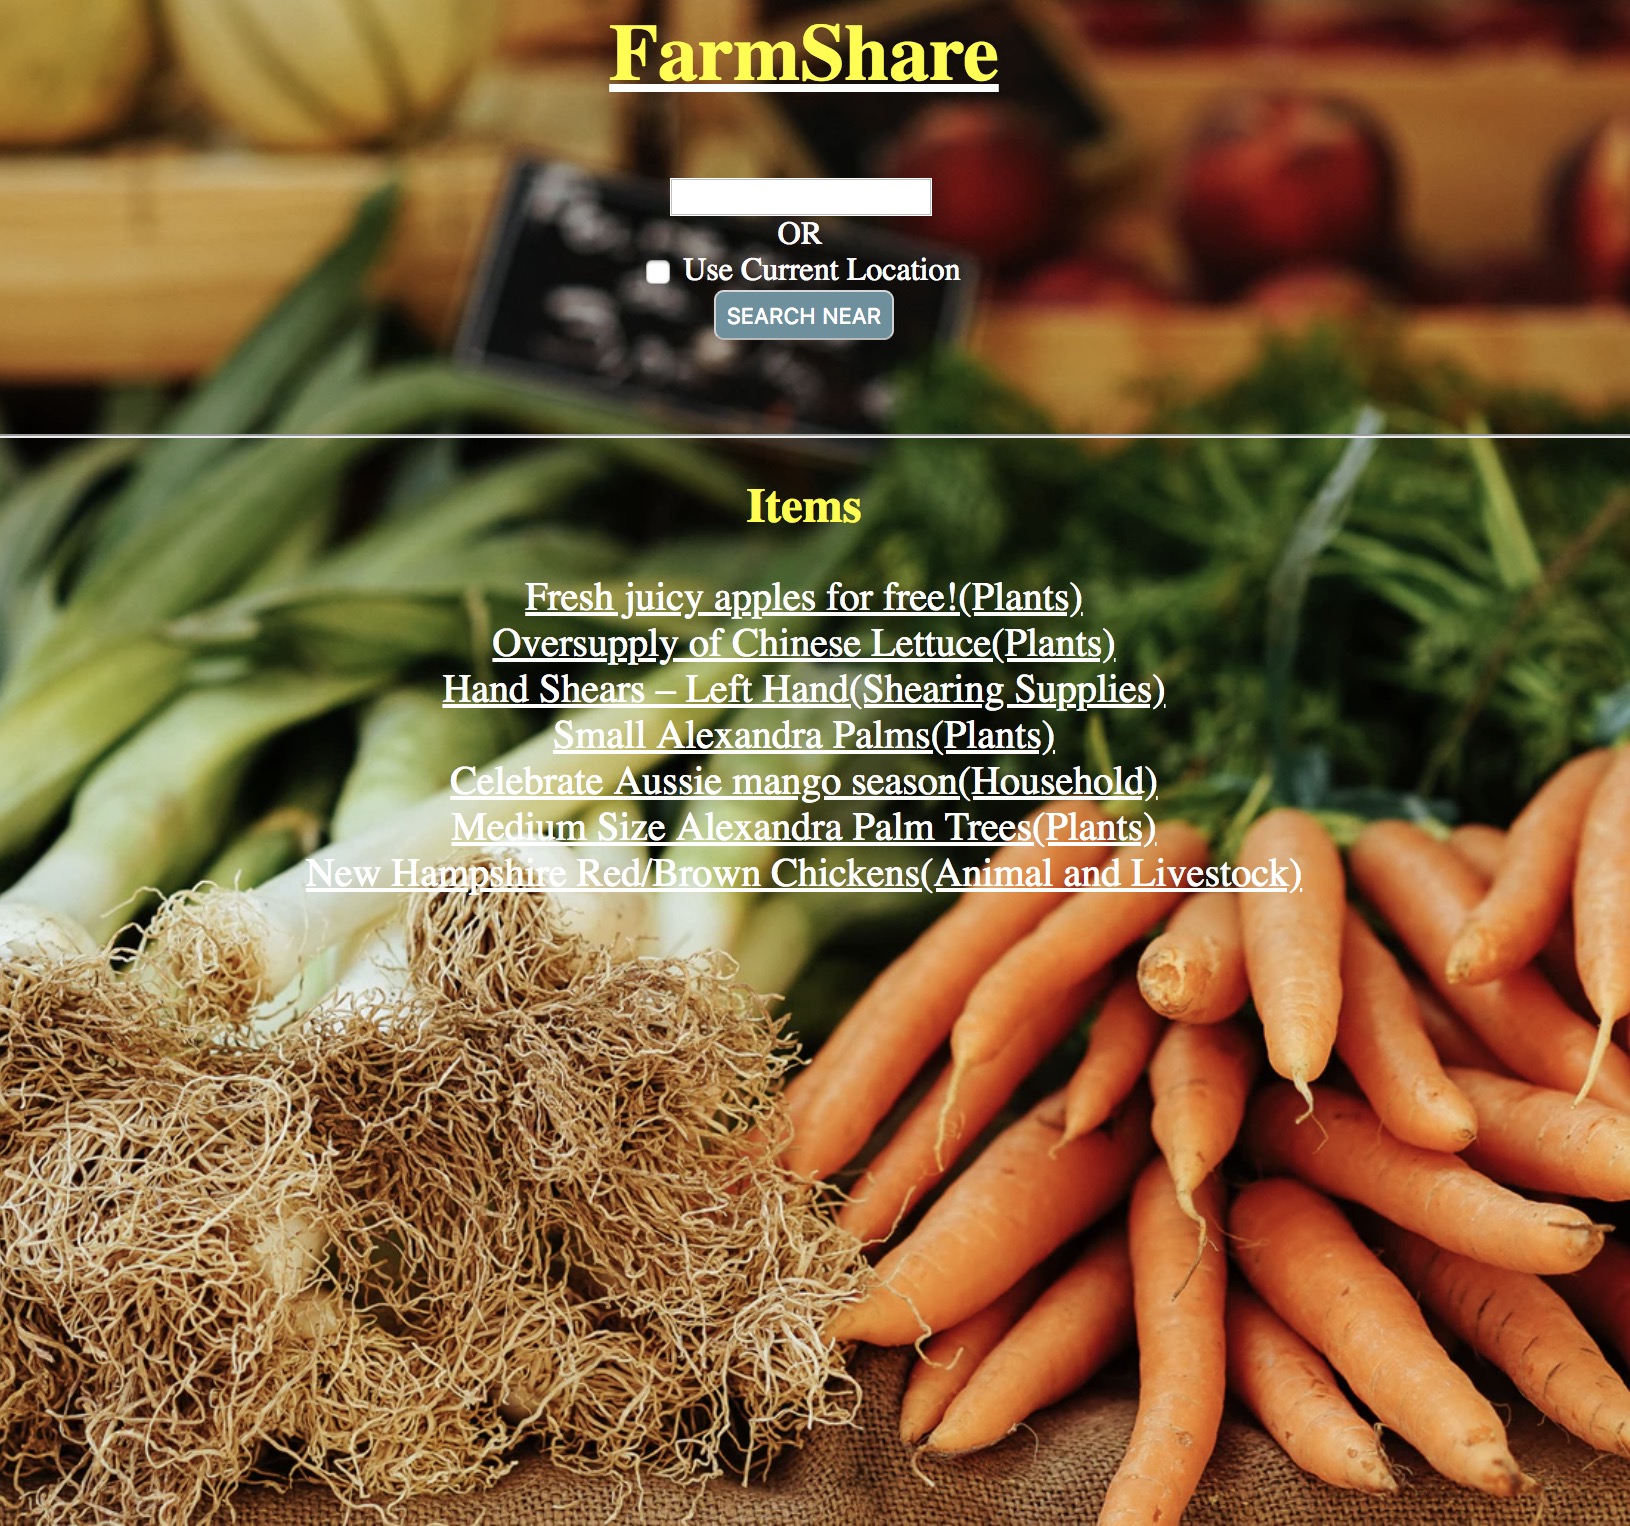 FarmShare
OR
Use Current Location
SEARCH NEAR
Items
Fresh juicy apples for free!(Plants)
Oversupply of Chinese Lettuce(Plants)
Hand Shears – Left Hand(Shearing Supplies)
Small Alexandra Palms(Plants)
Celebrate Aussie mango season(Household)
Medium Size Alexandra Palm Trees(Plants)
New Hampshire Red/Brown Chickens(Animal and Livestock)